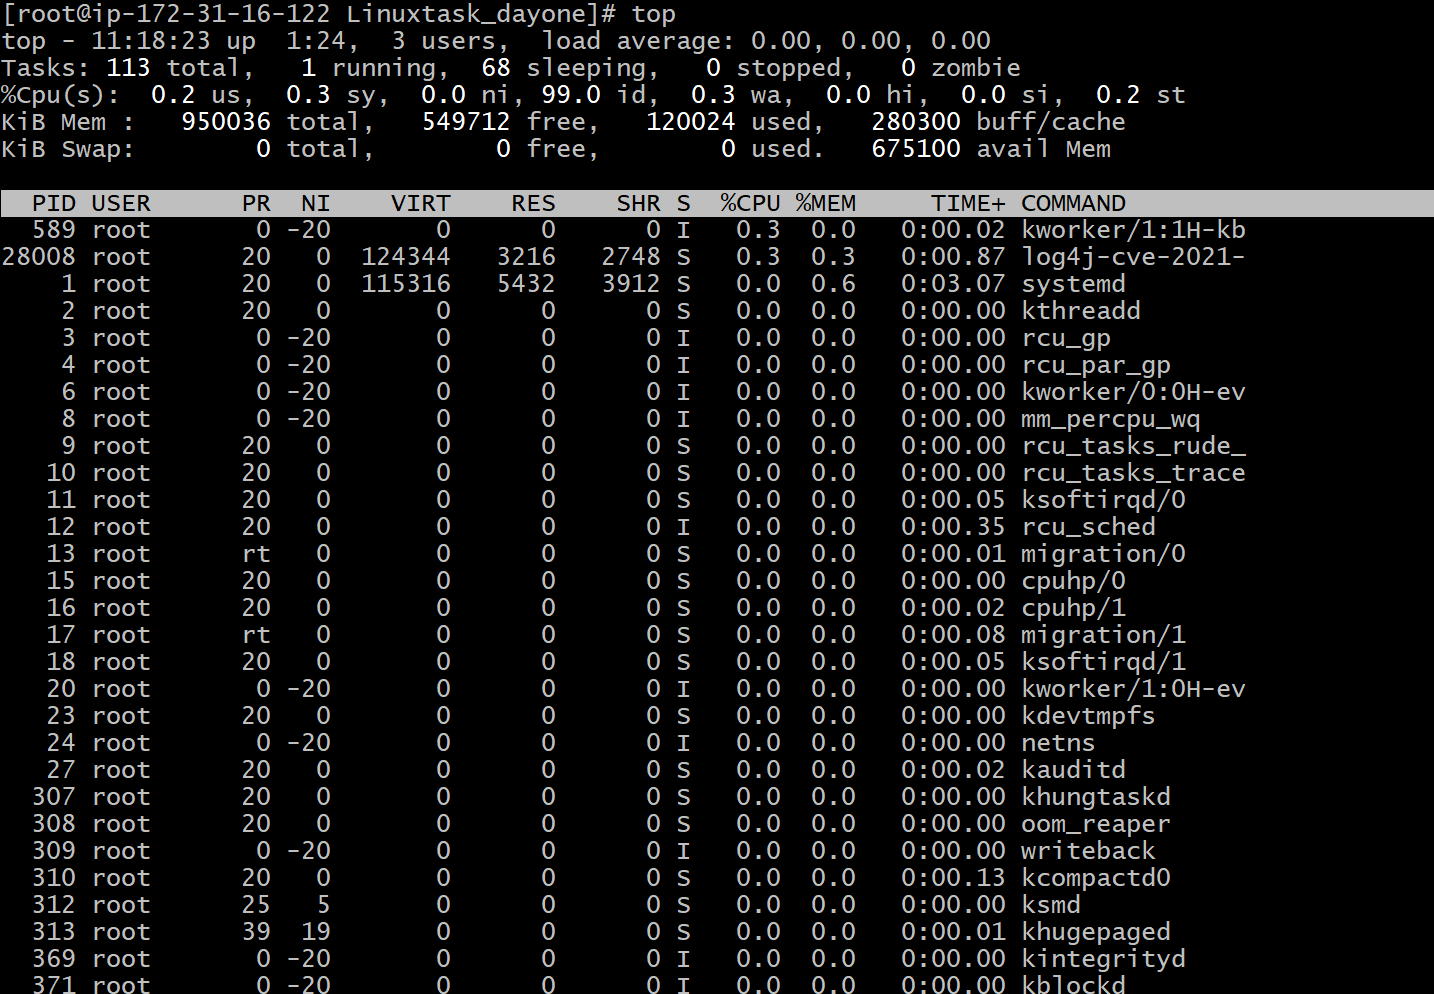 [root@ip-172-31-16-122 Linuxtask_dayone]# top
top - 11:18:23 up  1:24,  3 users,  load average: 0.00, 0.00, 0.00
Tasks: 113 total,   1 running,  68 sleeping,   0 stopped,   0 zombie
%Cpu(s):  0.2 us,  0.3 sy,  0.0 ni, 99.0 id,  0.3 wa,  0.0 hi,  0.0 si,  0.2 st
KiB Mem :   950036 total,   549712 free,   120024 used,   280300 buff/cache
KiB Swap:        0 total,        0 free,        0 used.   675100 avail Mem
  PID USER      PR  NI    VIRT    RES    SHR S  %CPU %MEM     TIME+ COMMAND
  589 root       0 -20       0      0      0 I   0.3  0.0   0:00.02 kworker/1:1H-kb
28008 root      20   0  124344   3216   2748 S   0.3  0.3   0:00.87 log4j-cve-2021-
    1 root      20   0  115316   5432   3912 S   0.0  0.6   0:03.07 systemd
    2 root      20   0       0      0      0 S   0.0  0.0   0:00.00 kthreadd
    3 root       0 -20       0      0      0 I   0.0  0.0   0:00.00 rcu_gp
    4 root       0 -20       0      0      0 I   0.0  0.0   0:00.00 rcu_par_gp
    6 root       0 -20       0      0      0 I   0.0  0.0   0:00.00 kworker/0:0H-ev
    8 root       0 -20       0      0      0 I   0.0  0.0   0:00.00 mm_percpu_wq
    9 root      20   0       0      0      0 S   0.0  0.0   0:00.00 rcu_tasks_rude_
   10 root      20   0       0      0      0 S   0.0  0.0   0:00.00 rcu_tasks_trace
   11 root      20   0       0      0      0 S   0.0  0.0   0:00.05 ksoftirqd/0
   12 root      20   0       0      0      0 I   0.0  0.0   0:00.35 rcu_sched
   13 root      rt   0       0      0      0 S   0.0  0.0   0:00.01 migration/0
   15 root      20   0       0      0      0 S   0.0  0.0   0:00.00 cpuhp/0
   16 root      20   0       0      0      0 S   0.0  0.0   0:00.02 cpuhp/1
   17 root      rt   0       0      0      0 S   0.0  0.0   0:00.08 migration/1
   18 root      20   0       0      0      0 S   0.0  0.0   0:00.05 ksoftirqd/1
   20 root       0 -20       0      0      0 I   0.0  0.0   0:00.00 kworker/1:0H-ev
   23 root      20   0       0      0      0 S   0.0  0.0   0:00.00 kdevtmpfs
   24 root       0 -20       0      0      0 I   0.0  0.0   0:00.00 netns
   27 root      20   0       0      0      0 S   0.0  0.0   0:00.02 kauditd
  307 root      20   0       0      0      0 S   0.0  0.0   0:00.00 khungtaskd
  308 root      20   0       0      0      0 S   0.0  0.0   0:00.00 oom_reaper
  309 root       0 -20       0      0      0 I   0.0  0.0   0:00.00 writeback
  310 root      20   0       0      0      0 S   0.0  0.0   0:00.13 kcompactd0
  312 root      25   5       0      0      0 S   0.0  0.0   0:00.00 ksmd
  313 root      39  19       0      0      0 S   0.0  0.0   0:00.01 khugepaged
  369 root       0 -20       0      0      0 I   0.0  0.0   0:00.00 kintegrityd
  371 root       0 -20       0      0      0 I   0.0  0.0   0:00.00 kblockd